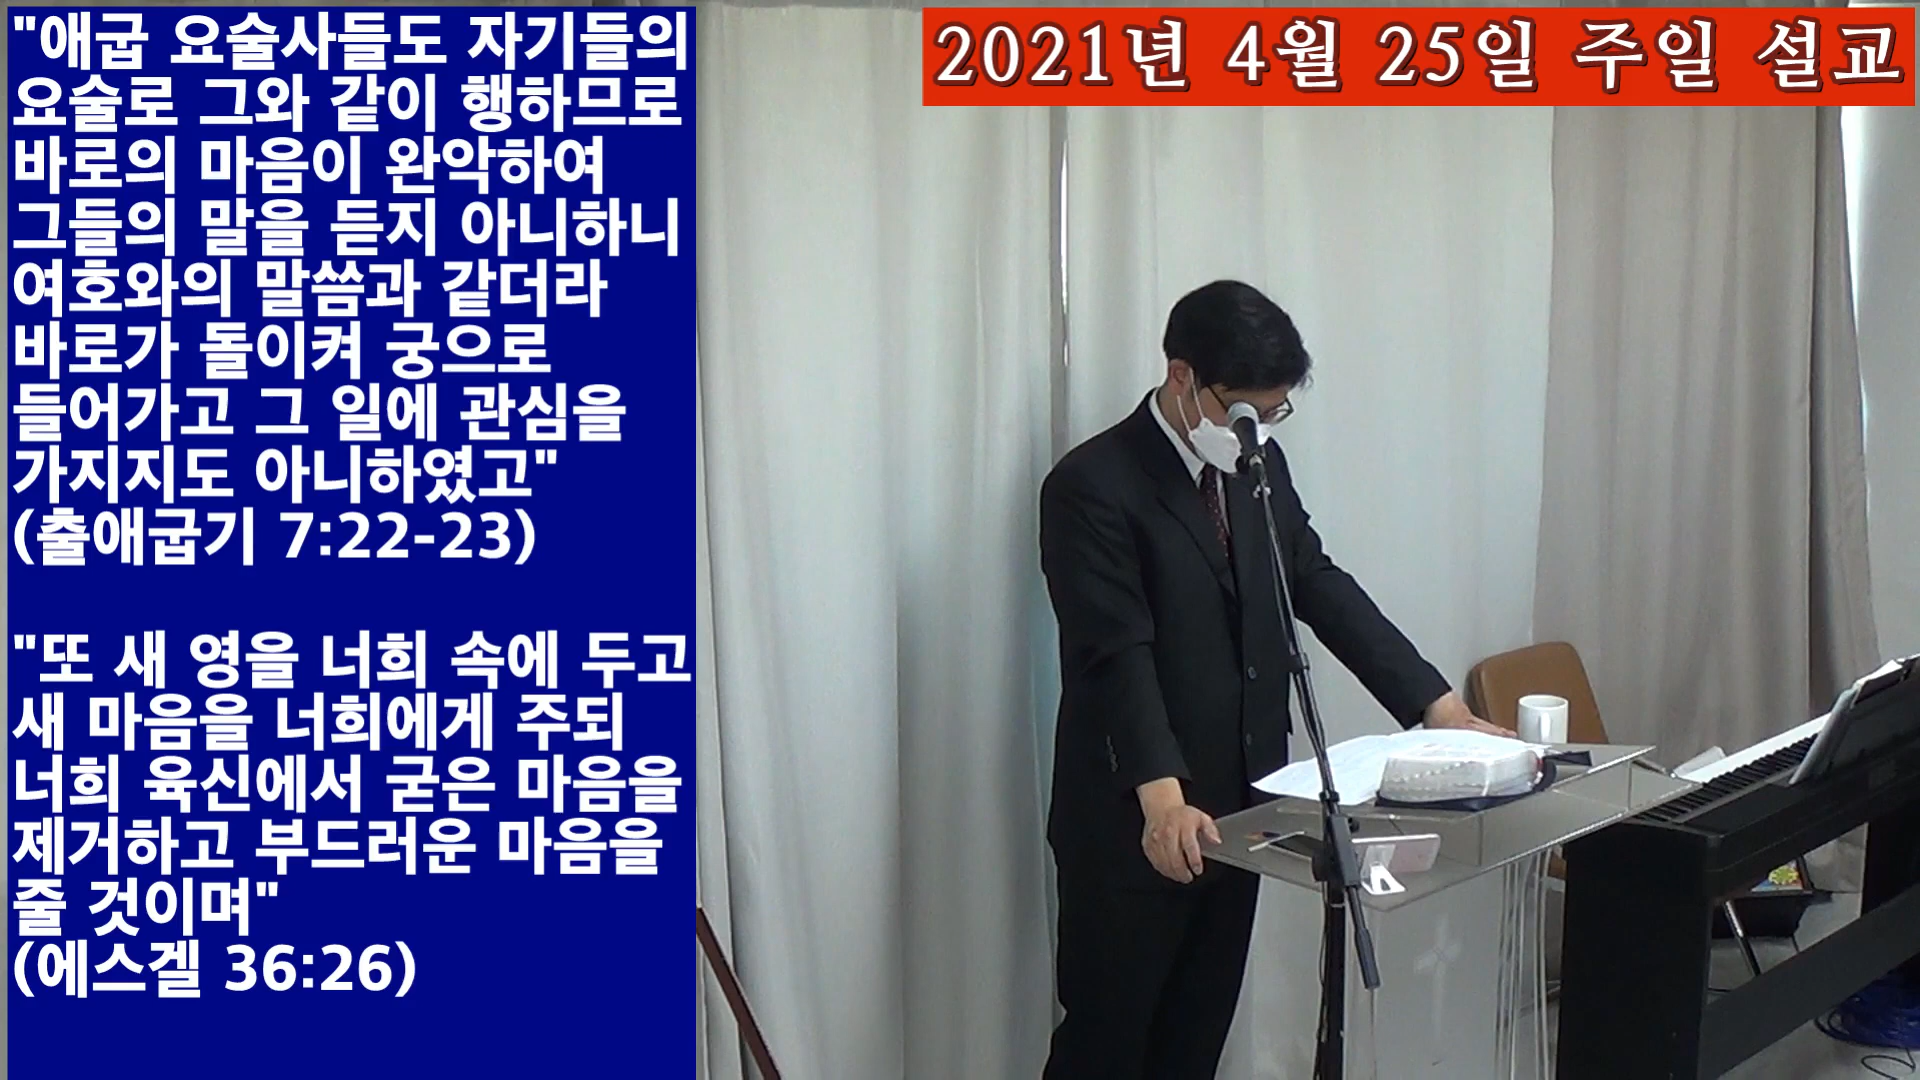 "애굽 요술사들도 자기들의
요술로 그와 같이 행하므로
바로의 마음이 완악하여
그들의 말을 듣지 아니하니
여호와의 말씀과 같더라
바로가 돌이켜 궁으로
들어가고 그 일에 관심을
가지지도 아니하였고"
(출애굽기 7:22-23)
"또 새 영을 너희 속에 두고
새 마음을 너희에게 주되
너희 육신에서 굳은 마음을
제거하고 부드러운 마음을
줄 것이며"
(에스겔 36:26)
2021년 4월 25일 주일 설교